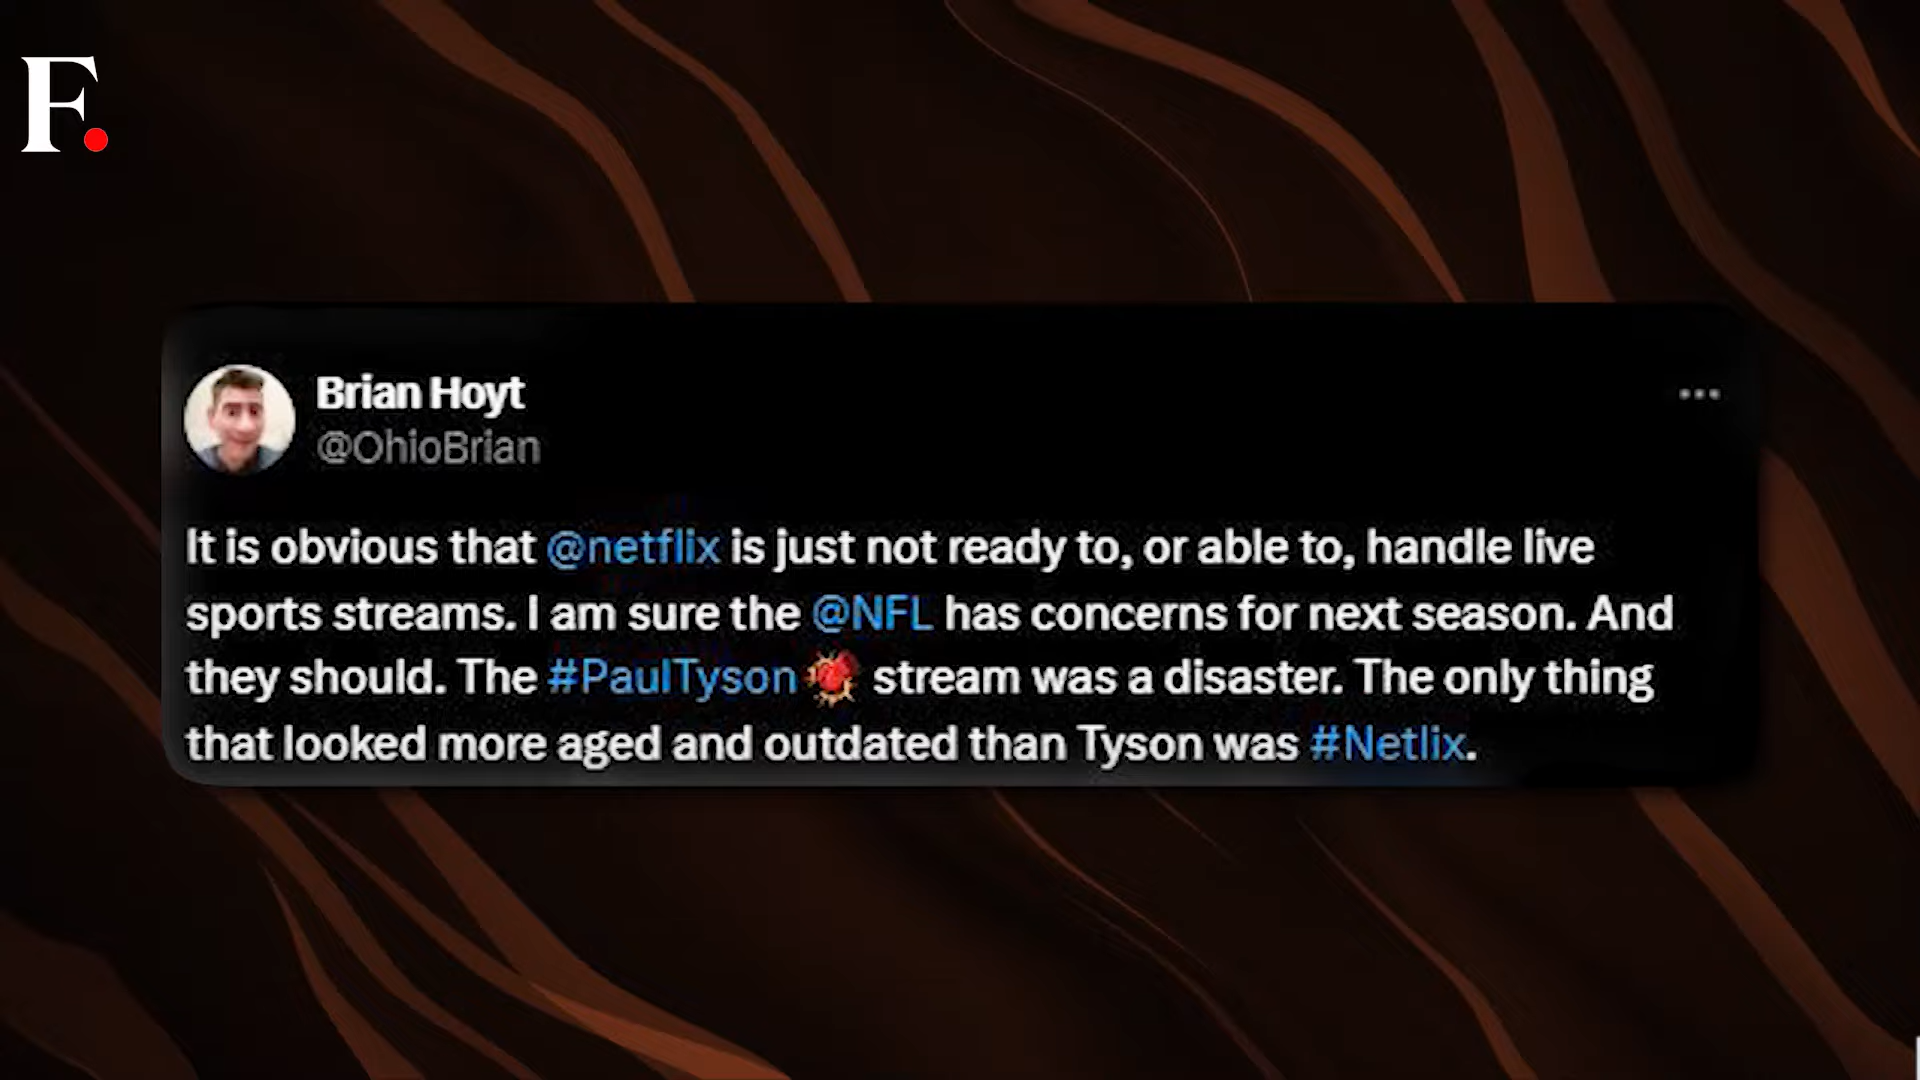 F.
Brian Hoyt
@OhioBrian
It is obvious that @netflix is just not ready to, or able to, handle live
sports streams. I am sure the @NFL has concerns for next season. And
they should. The #PaulTyson stream was a disaster. The only thing
that looked more aged and outdated than Tyson was #Netlix.